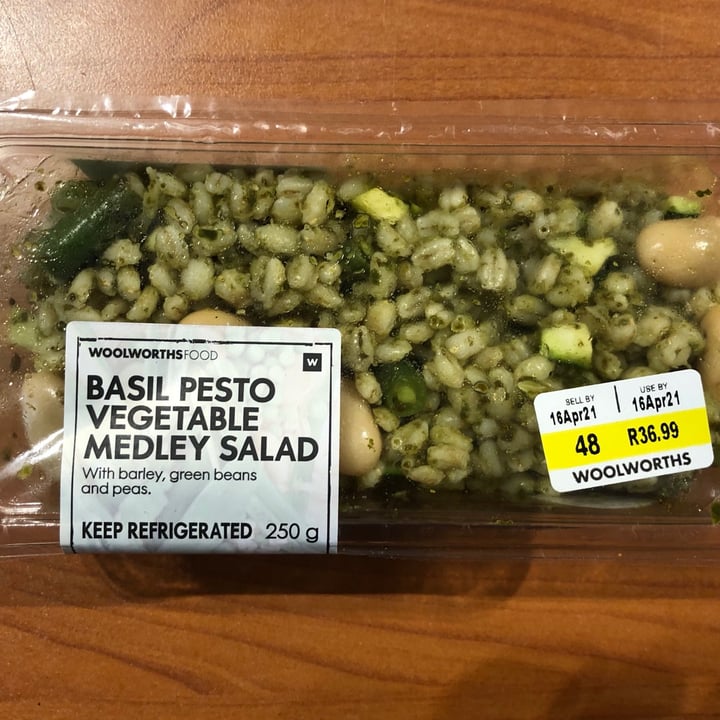 WOOLWORTHSFOOD
W
BASIL PESTO
VEGETABLE
MEDLEY SALAD
With barley, green beans
and peas.
KEEP REFRIGERATED 250 g
SELL BY USE BY
16Apr21 16Apr21
48 R36.99
WOOLWORTHS